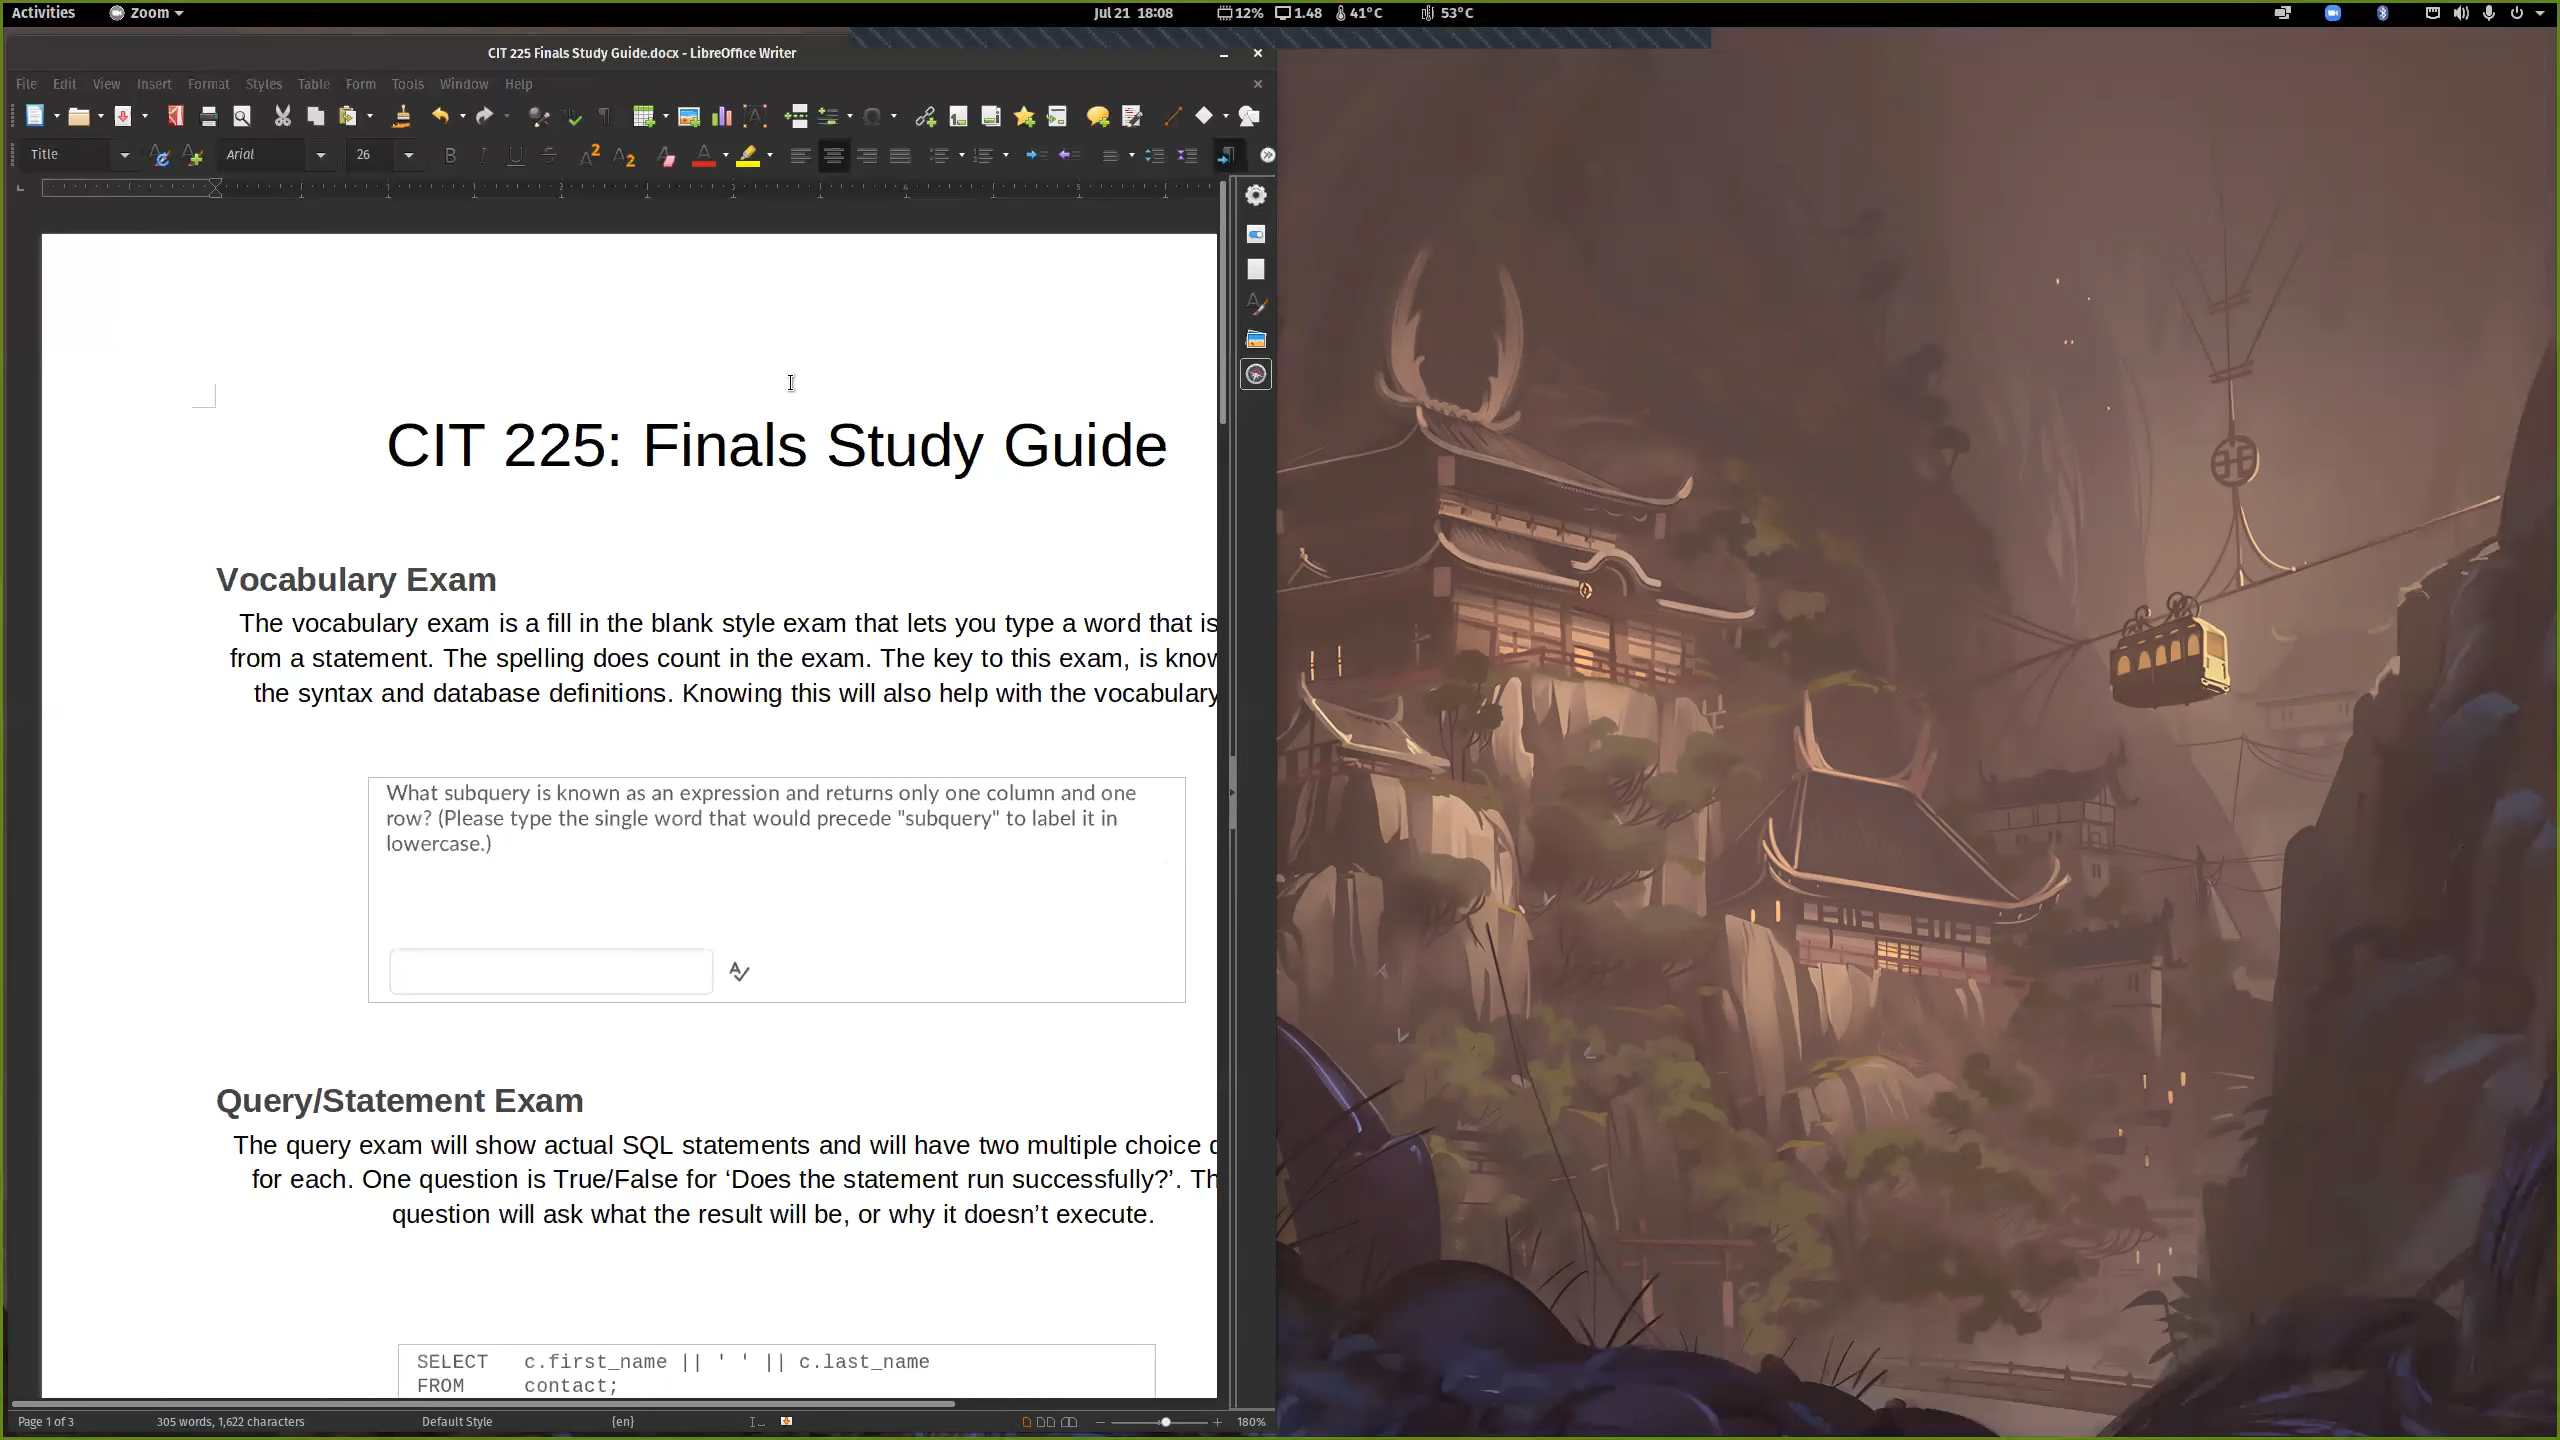 Activities
Zoom
Jul 21 18:08
12% 1.48 41°C 53°C
CIT 225 Finals Study Guide.docx - LibreOffice Writer
File Edit View Insert Format Styles Table Form Tools Window Help
Title
Arial
26
CIT 225: Finals Study Guide
Vocabulary Exam
The vocabulary exam is a fill in the blank style exam that lets you type a word that is
from a statement. The spelling does count in the exam. The key to this exam, is know
the syntax and database definitions. Knowing this will also help with the vocabulary
What subquery is known as an expression and returns only one column and one
row? (Please type the single word that would precede "subquery" to label it in
lowercase.)
Query/Statement Exam
The query exam will show actual SQL statements and will have two multiple choice
for each. One question is True/False for ‘Does the statement run successfully?’. Th
question will ask what the result will be, or why it doesn’t execute.
SELECT c.first_name || ' ' || c.last_name
FROM contact;
Page 1 of 3
305 words, 1,622 characters
Default Style
{en}
180%